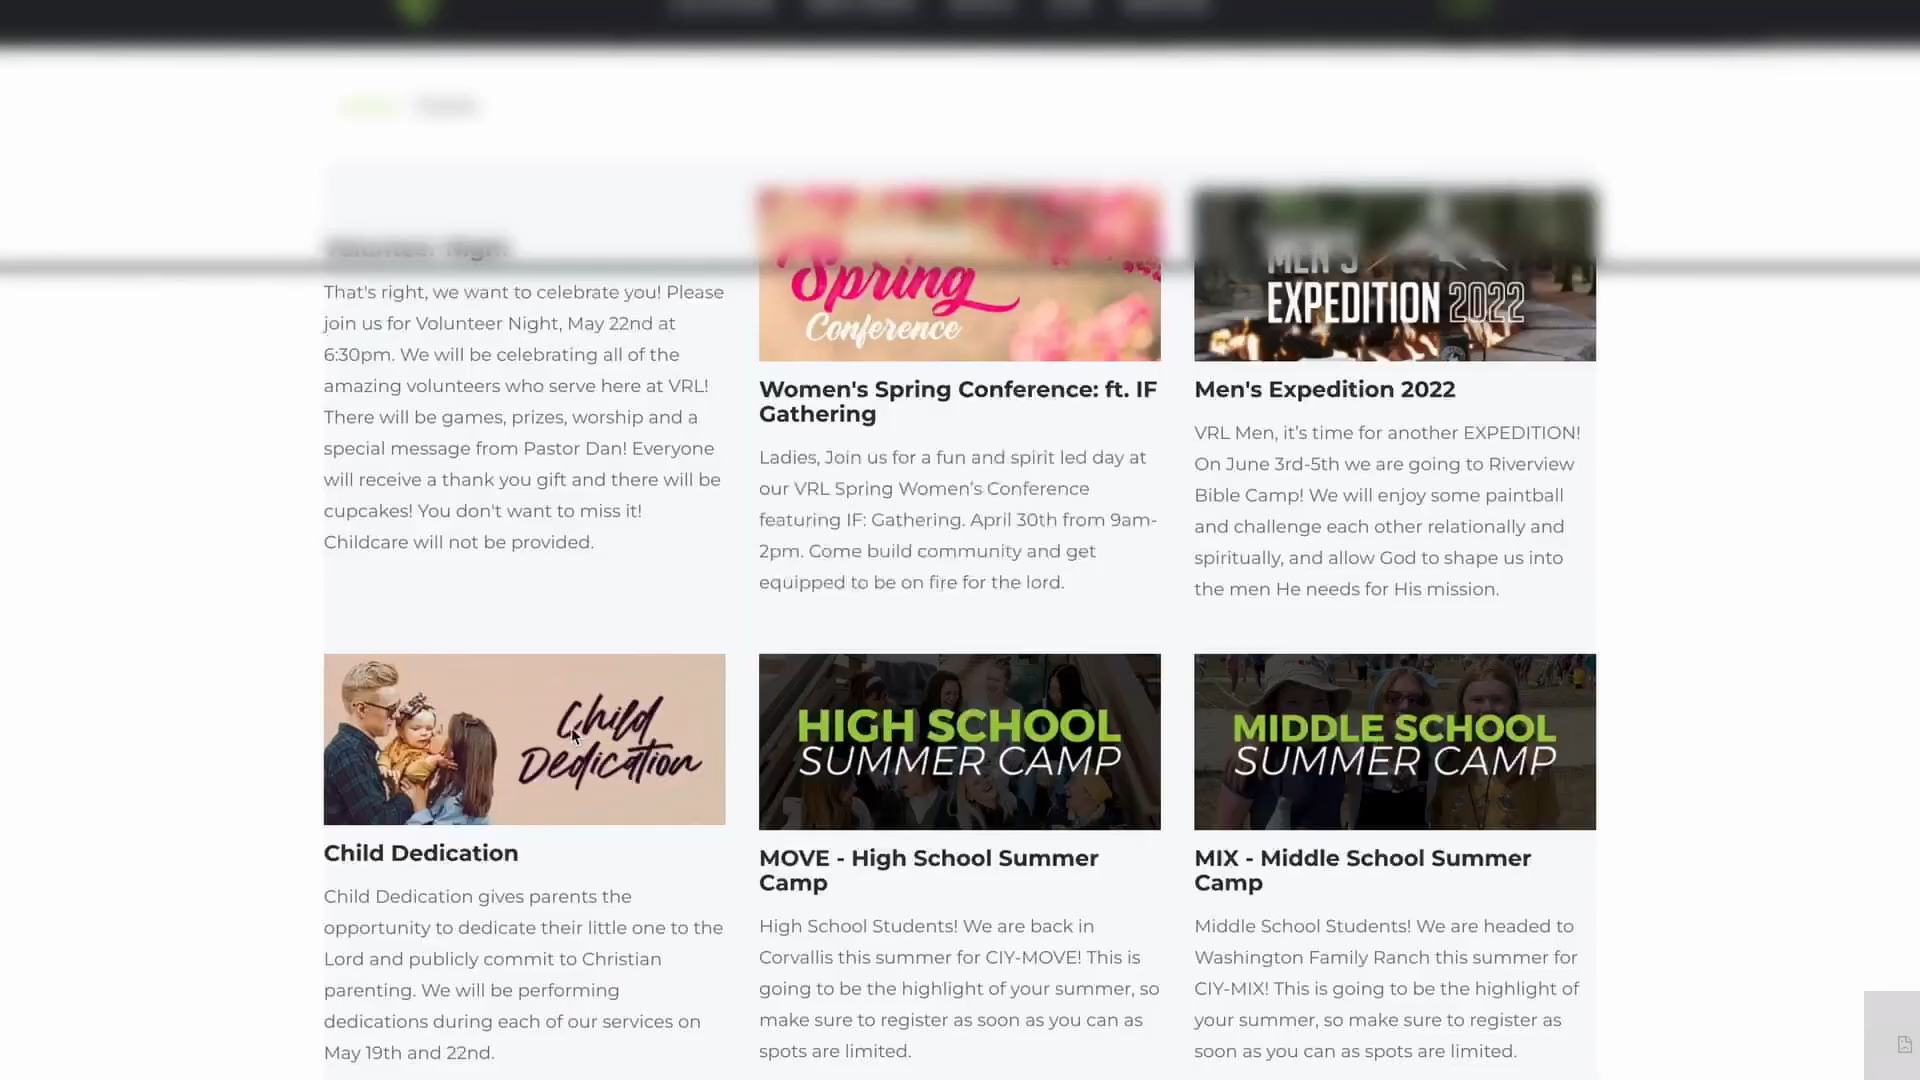 Volunteer Night
That's right, we want to celebrate you! Please
join us for Volunteer Night, May 22nd at
6:30pm. We will be celebrating all of the
amazing volunteers who serve here at VRL!
There will be games, prizes, worship and a
special message from Pastor Dan! Everyone
will receive a thank you gift and there will be
cupcakes! You don't want to miss it!
Childcare will not be provided.
Spring
Conference
Women's Spring Conference: ft. IF
Gathering
Ladies, Join us for a fun and spirit led day at
our VRL Spring Women’s Conference
featuring IF: Gathering. April 30th from 9am-
2pm. Come build community and get
equipped to be on fire for the lord.
MEN'S
EXPEDITION 2022
Men's Expedition 2022
VRL Men, it’s time for another EXPEDITION!
On June 3rd-5th we are going to Riverview
Bible Camp! We will enjoy some paintball
and challenge each other relationally and
spiritually, and allow God to shape us into
the men He needs for His mission.
Child
Dedication
Child Dedication
Child Dedication gives parents the
opportunity to dedicate their little one to the
Lord and publicly commit to Christian
parenting. We will be performing
dedications during each of our services on
May 19th and 22nd.
HIGH SCHOOL
SUMMER CAMP
MOVE - High School Summer
Camp
High School Students! We are back in
Corvallis this summer for CIY-MOVE! This is
going to be the highlight of your summer, so
make sure to register as soon as you can as
spots are limited.
MIDDLE SCHOOL
SUMMER CAMP
MIX - Middle School Summer
Camp
Middle School Students! We are headed to
Washington Family Ranch this summer for
CIY-MIX! This is going to be the highlight of
your summer, so make sure to register as
soon as you can as spots are limited.